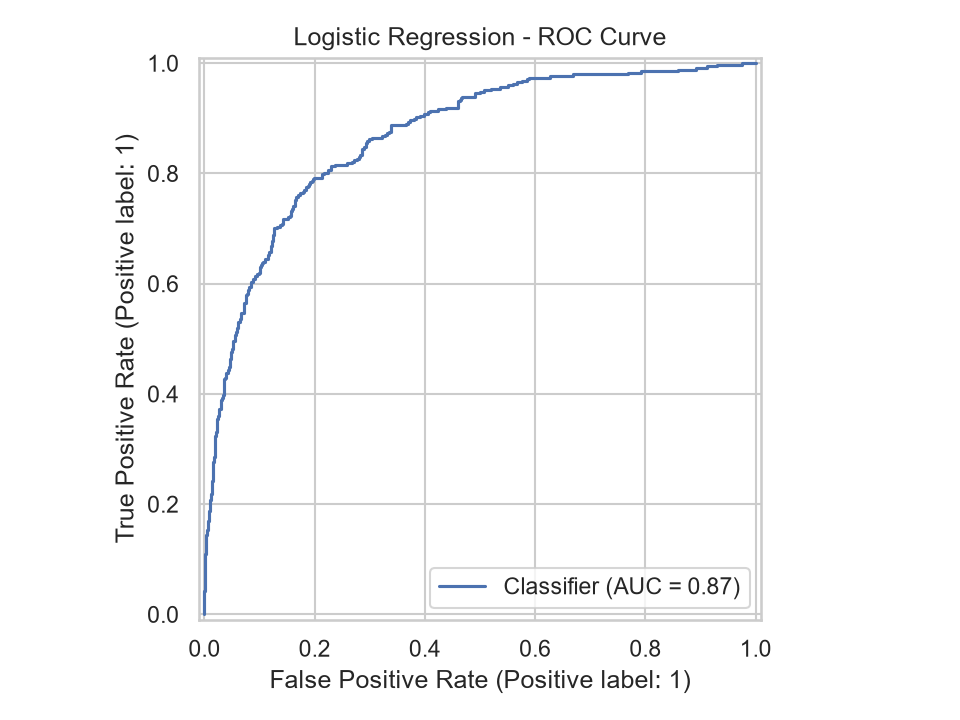 Logistic Regression - ROC Curve
True Positive Rate (Positive label: 1)
1.0
0.8
0.6
0.4
0.2
0.0
Classifier (AUC = 0.87)
0.0 0.2 0.4 0.6 0.8 1.0
False Positive Rate (Positive label: 1)